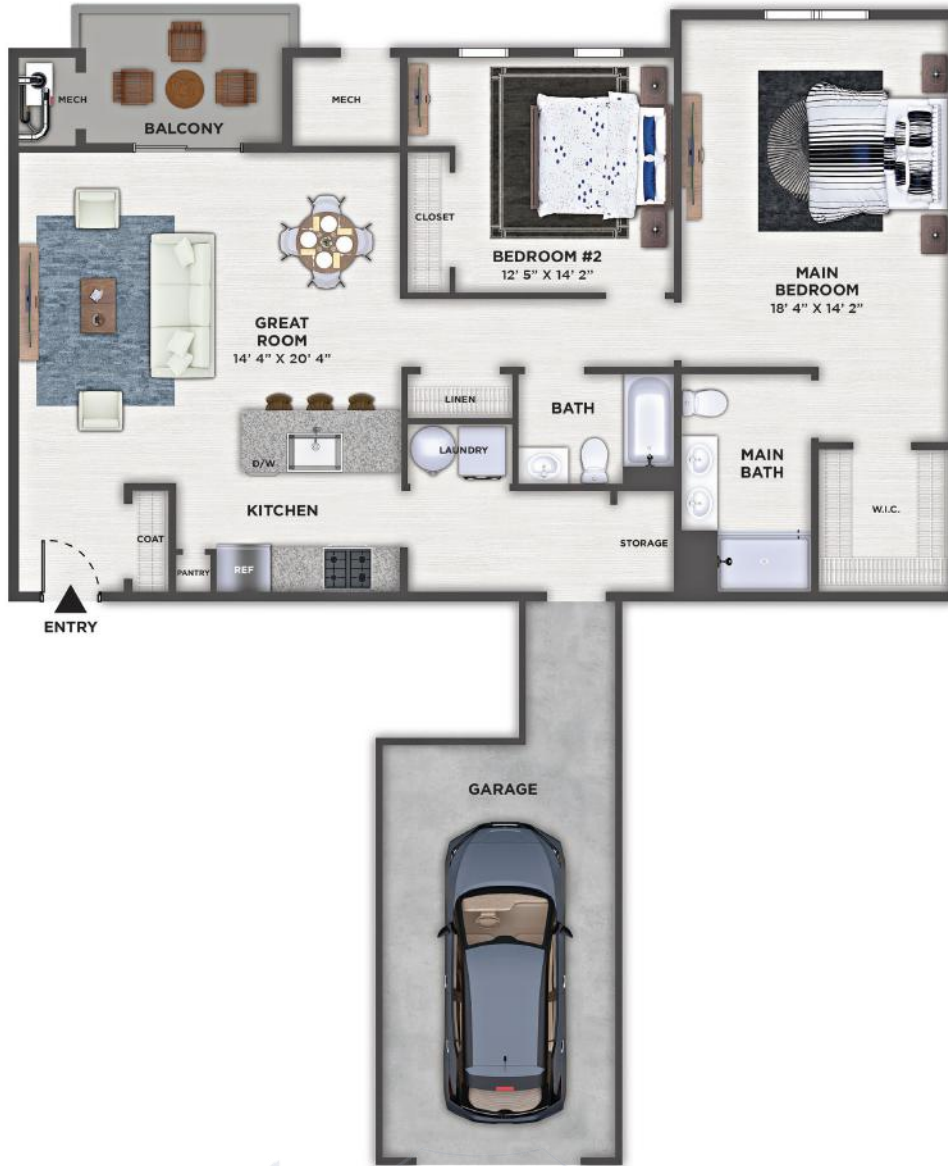 MECH
BALCONY
MECH
CLOSET
BEDROOM #2
12' 5" X 14' 2"
MAIN
BEDROOM
18' 4" X 14' 2"
GREAT
ROOM
14' 4" X 20' 4"
LINEN
BATH
LAUNDRY
D/W
MAIN
BATH
KITCHEN
W.I.C.
COAT
STORAGE
PANTRY
REF
ENTRY
GARAGE